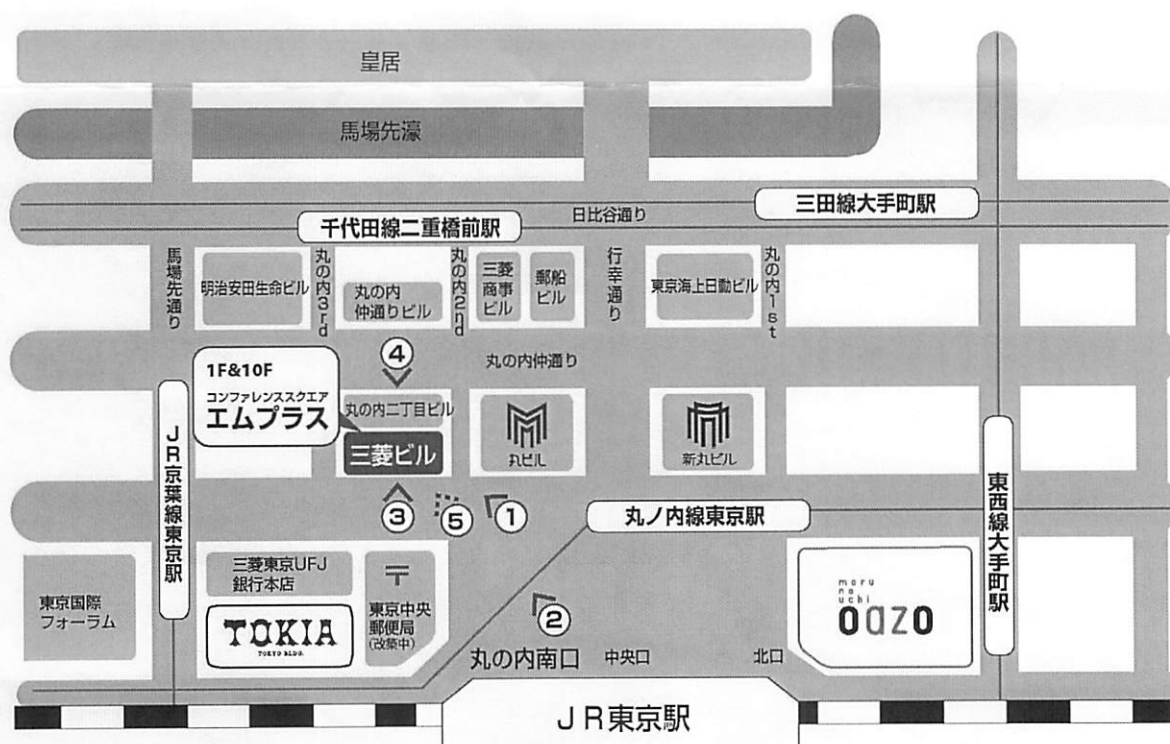 皇居
馬場先濠
三田線大手町駅
日比谷通り
千代田線二重橋前駅
馬場先通り
明治安田生命ビル
丸の内3rd
丸の内
仲通りビル
丸の内2nd
三菱
商事
ビル
郵船
ビル
行幸通り
東京海上日動ビル
丸の内1st
④
丸の内仲通り
1F&10F
コンファレンススクエア
エムプラス
丸の内二丁目ビル
三菱ビル
丸ビル
新丸ビル
JR京葉線東京駅
東西線大手町駅
③
⑤
①
丸ノ内線東京駅
東京国際
フォーラム
三菱東京UFJ
銀行本店
TOKIA
TOKYO BLDG.
〒
東京中央
郵便局
(改築中)
②
maru
no
uchi
oazo
丸の内南口
中央口
北口
JR東京駅